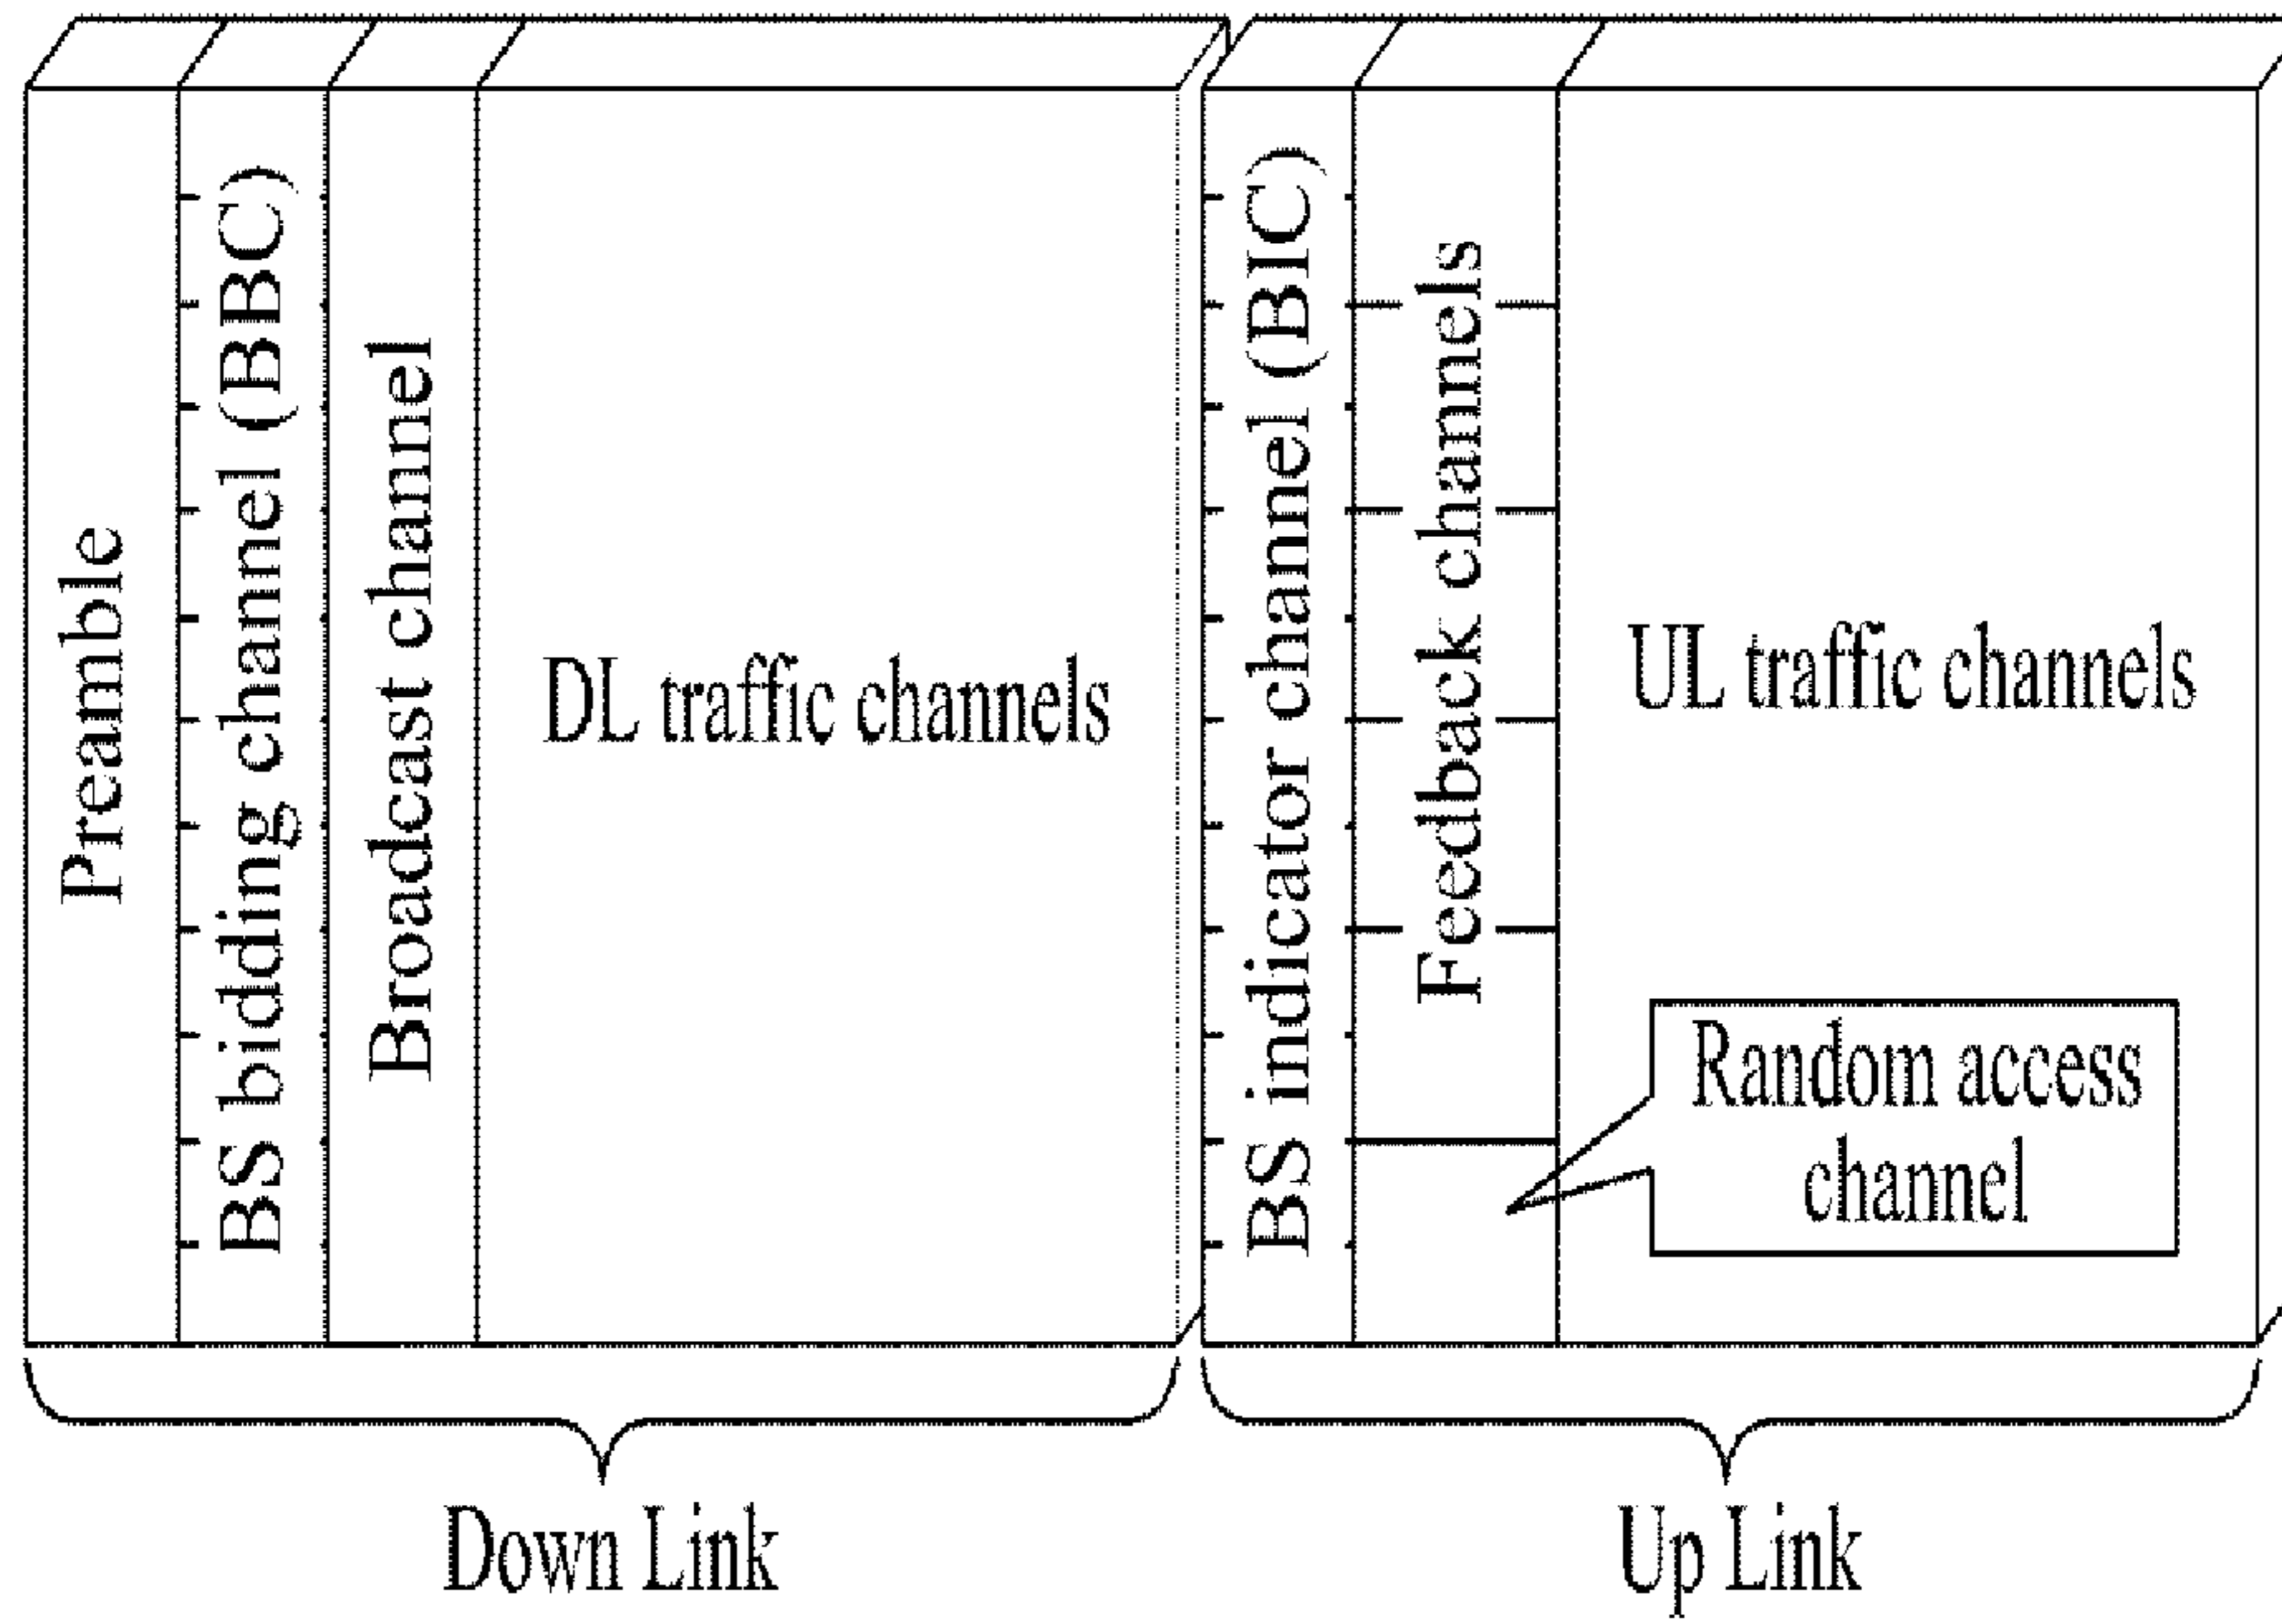 Preamble
BS bidding channel (BBC)
Broadcast channel
DL traffic channels
BS indicator channel (BIC)
Feedback channels
UL traffic channels
Random access
channel
Down Link
Up Link